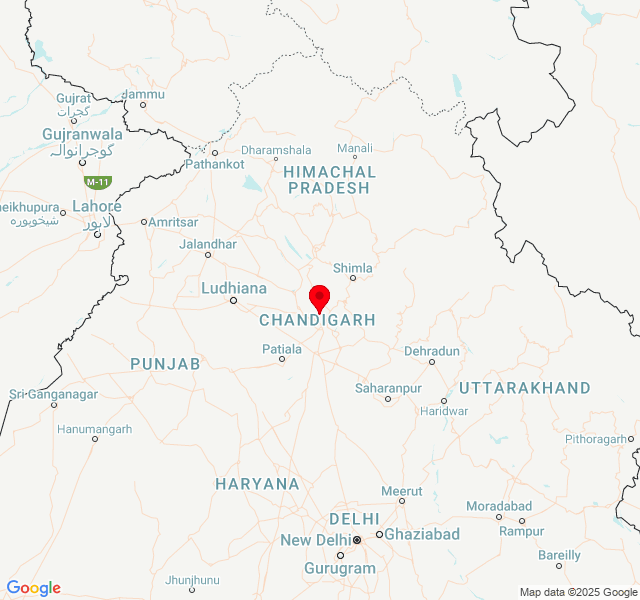 Gujrat
گجرات
Jammu
Gujranwala
گوجرانوالہ
Pathankot
Dharamshala
Manali
HIMACHAL
PRADESH
M-11
Lahore
لاہور
eikhupura
شیخوپورہ
Amritsar
Jalandhar
Shimla
Ludhiana
CHANDIGARH
Patiala
Dehradun
PUNJAB
Saharanpur
UTTARAKHAND
Sri Ganganagar
Haridwar
Hanumangarh
Pithoragarh
HARYANA
Meerut
Moradabad
Rampur
DELHI
New Delhi
Ghaziabad
Gurugram
Bareilly
Jhunjhunu
Google
Map data ©2025 Google